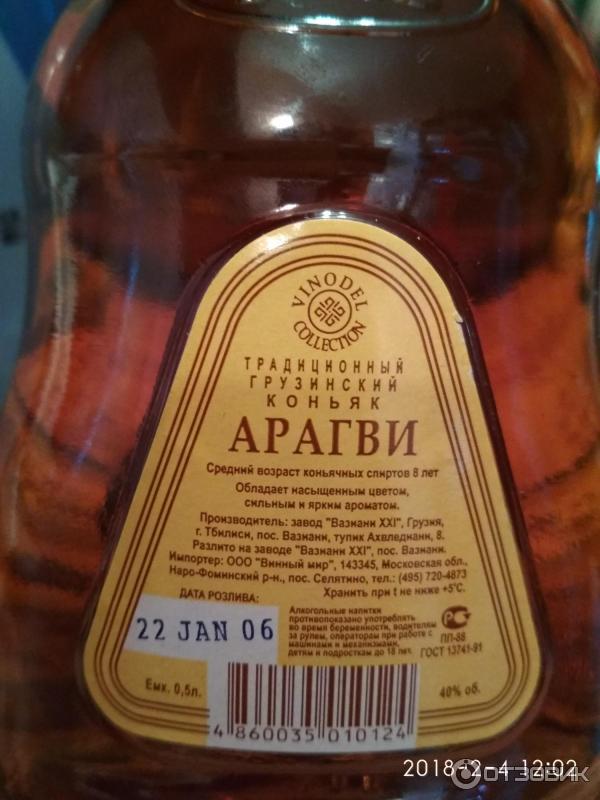 VINODEL
COLLECTION
ТРАДИЦИОННЫЙ
ГРУЗИНСКИЙ
КОНЬЯК
АРАГВИ
Средний возраст коньячных спиртов 8 лет
Обладает насыщенным цветом,
сильным и ярким ароматом.
Производитель: завод "Вазиани XXI", Грузия,
г. Тбилиси, пос. Вазиани, тупик Ахвледиани, 8.
Разлито на заводе "Вазиани XXI", пос. Вазиани.
Импортер: ООО "Винный мир", 143345, Московская обл.,
Наро-Фоминский р-н., пос. Селятино, тел.: (495) 720-4873
Хранить при t не ниже +5°С.
ДАТА РОЗЛИВА:
22 JAN 06
Алкогольные напитки
противопоказано употреблять
во время беременности, водителям
за рулем, операторам при работе с
машинами и механизмами,
детям и подросткам до 18 лет.
ПП-88
ГОСТ 13741-91
Емк. 0,5л.
40% об.
4 860035 010124
2018-2-4 12:02
ОТЗОВИК